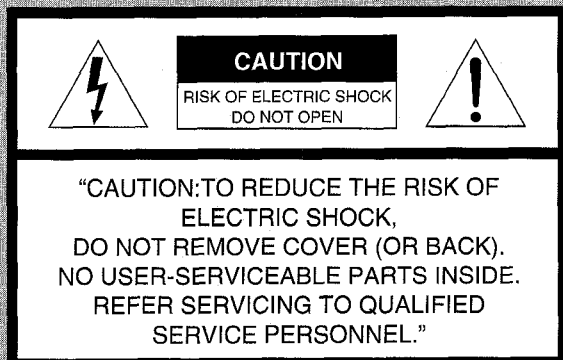 CAUTION
RISK OF ELECTRIC SHOCK
DO NOT OPEN
“CAUTION:TO REDUCE THE RISK OF
ELECTRIC SHOCK,
DO NOT REMOVE COVER (OR BACK).
NO USER-SERVICEABLE PARTS INSIDE.
REFER SERVICING TO QUALIFIED
SERVICE PERSONNEL.”